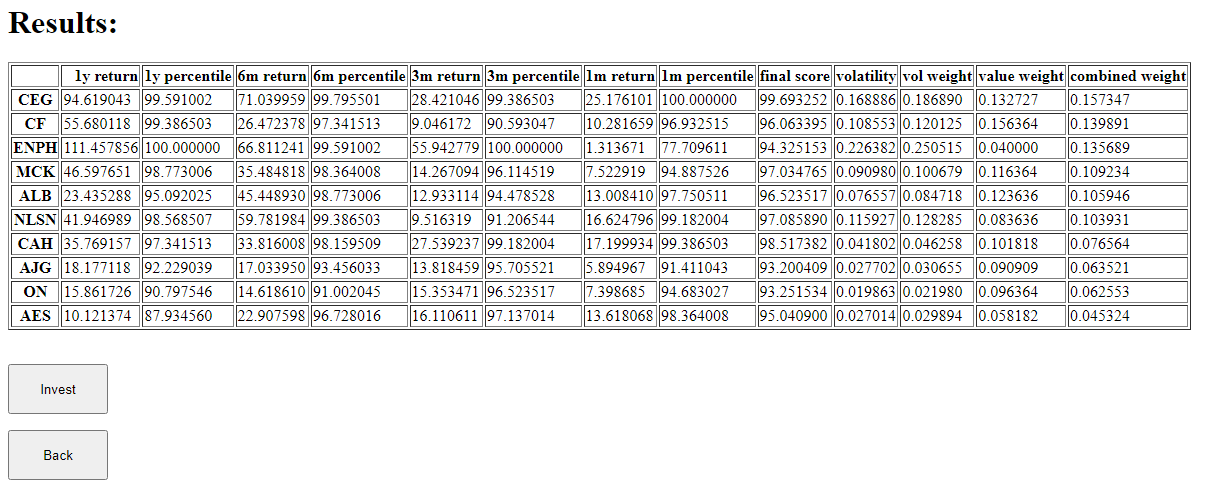 Results:
1y return 1y percentile 6m return 6m percentile 3m return 3m percentile 1m return 1m percentile final score volatility vol weight value weight combined weight
CEG 94.619043 99.591002 71.039959 99.795501 28.421046 99.386503 25.176101 100.000000 99.693252 0.168886 0.186890 0.132727 0.157347
CF 55.680118 99.386503 26.472378 97.341513 9.046172 90.593047 10.281659 96.932515 96.063395 0.108553 0.120125 0.156364 0.139891
ENPH 111.457856 100.000000 66.811241 99.591002 55.942779 100.000000 1.313671 77.709611 94.325153 0.226382 0.250515 0.040000 0.135689
MCK 46.597651 98.773006 35.484818 98.364008 14.267094 96.114519 7.522919 94.887526 97.034765 0.090980 0.100679 0.116364 0.109234
ALB 23.435288 95.092025 45.448930 98.773006 12.933114 94.478528 13.008410 97.750511 96.523517 0.076557 0.084718 0.123636 0.105946
NLSN 41.946989 98.568507 59.781984 99.386503 9.516319 91.206544 16.624796 99.182004 97.085890 0.115927 0.128285 0.083636 0.103931
CAH 35.769157 97.341513 33.816008 98.159509 27.539237 99.182004 17.199934 99.386503 98.517382 0.041802 0.046258 0.101818 0.076564
AJG 18.177118 92.229039 17.033950 93.456033 13.818459 95.705521 5.894967 91.411043 93.200409 0.027702 0.030655 0.090909 0.063521
ON 15.861726 90.797546 14.618610 91.002045 15.353471 96.523517 7.398685 94.683027 93.251534 0.019863 0.021980 0.096364 0.062553
AES 10.121374 87.934560 22.907598 96.728016 16.110611 97.137014 13.618068 98.364008 95.040900 0.027014 0.029894 0.058182 0.045324
Invest
Back